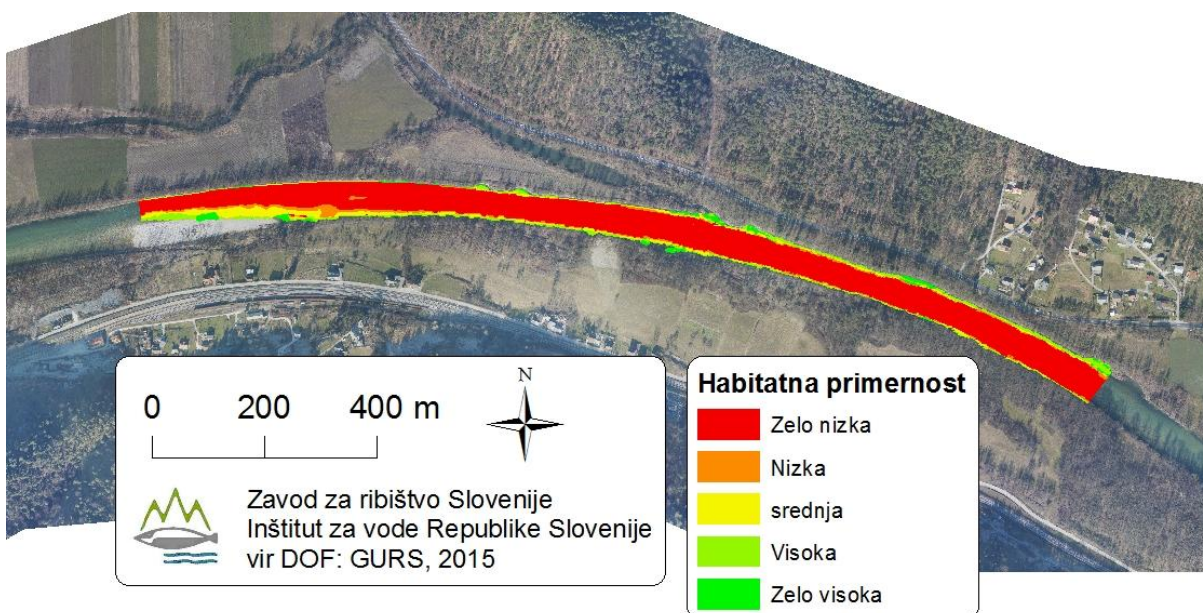 0 200 400 m
N
Zavod za ribištvo Slovenije
Inštitut za vode Republike Slovenije
vir DOF: GURS, 2015
Habitatna primernost
Zelo nizka
Nizka
srednja
Visoka
Zelo visoka